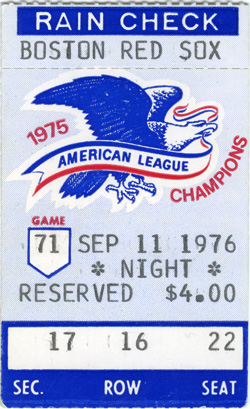 RAIN CHECK
BOSTON RED SOX
1975
AMERICAN LEAGUE
CHAMPIONS
GAME
71 SEP 11 1976
* NIGHT *
RESERVED $4.00
17 16 22
SEC. ROW SEAT